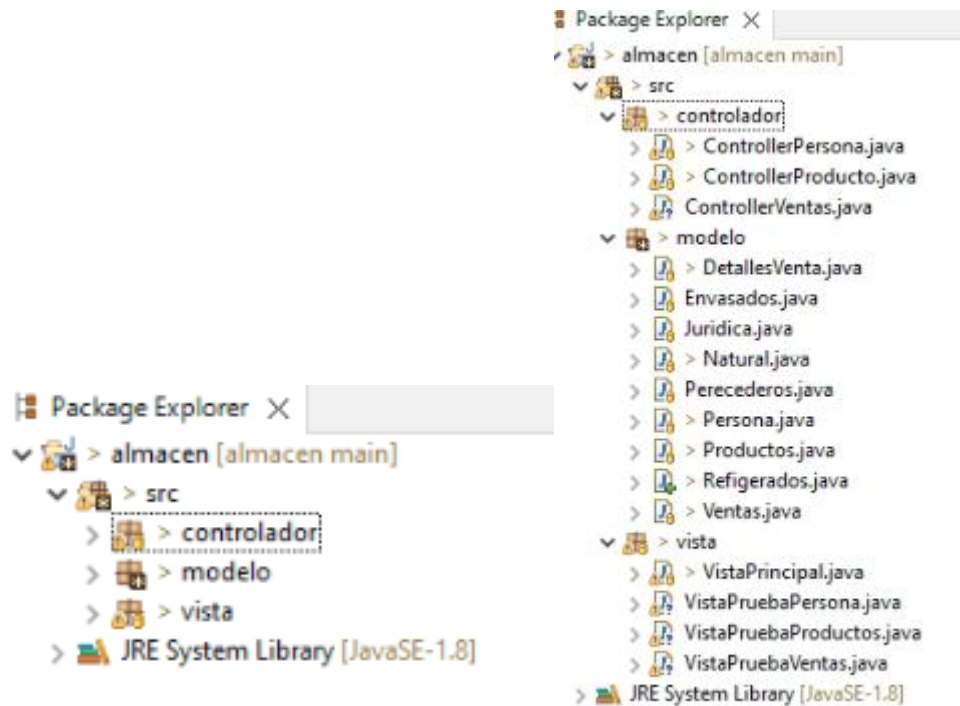 Package Explorer
> almacen [almacen main]
> src
> controlador
> modelo
> vista
JRE System Library [JavaSE-1.8]
Package Explorer
> almacen [almacen main]
> src
> controlador
> ControllerPersona.java
> ControllerProducto.java
ControllerVentas.java
> modelo
> DetallesVenta.java
Envasados.java
Juridica.java
> Natural.java
Perecederos.java
> Persona.java
> Productos.java
> Refigerados.java
> Ventas.java
> vista
> VistaPrincipal.java
VistaPruebaPersona.java
VistaPruebaProductos.java
VistaPruebaVentas.java
JRE System Library [JavaSE-1.8]